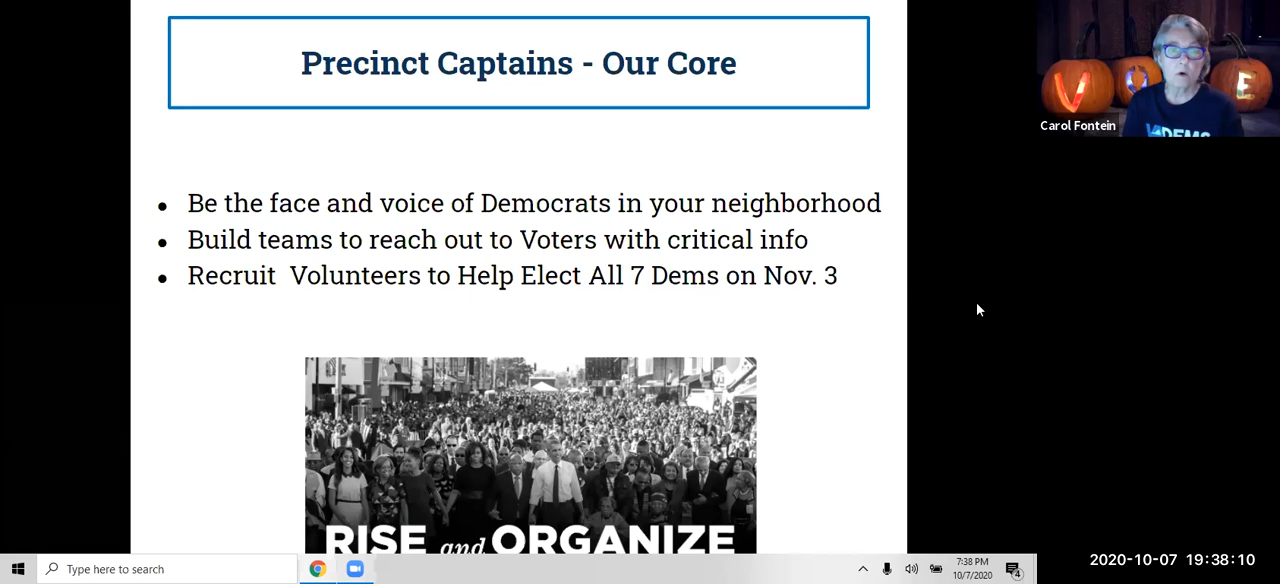 Precinct Captains - Our Core
V O E
DEMS
Carol Fontein
● Be the face and voice of Democrats in your neighborhood
● Build teams to reach out to Voters with critical info
● Recruit  Volunteers to Help Elect All 7 Dems on Nov. 3
RISE and ORGANIZE
Type here to search
7:38 PM
10/7/2020
4
2020-10-07 19:38:10